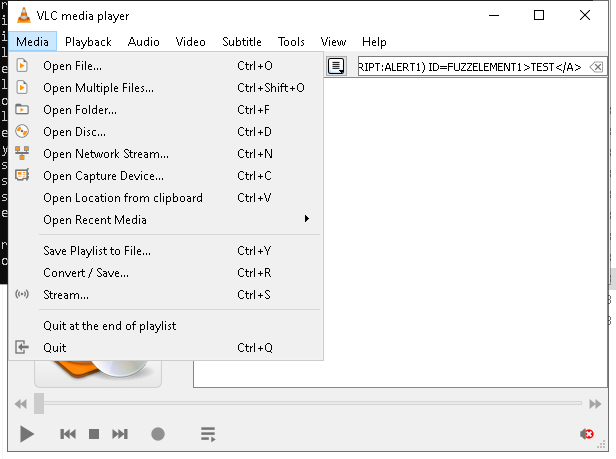 VLC media player
Media Playback Audio Video Subtitle Tools View Help
RIPT:ALERT1) ID=FUZZELEMENT1>TEST</A>
Open File... Ctrl+O
Open Multiple Files... Ctrl+Shift+O
Open Folder... Ctrl+F
Open Disc... Ctrl+D
Open Network Stream... Ctrl+N
Open Capture Device... Ctrl+C
Open Location from clipboard Ctrl+V
Open Recent Media
Save Playlist to File... Ctrl+Y
Convert / Save... Ctrl+R
Stream... Ctrl+S
Quit at the end of playlist
Quit Ctrl+Q